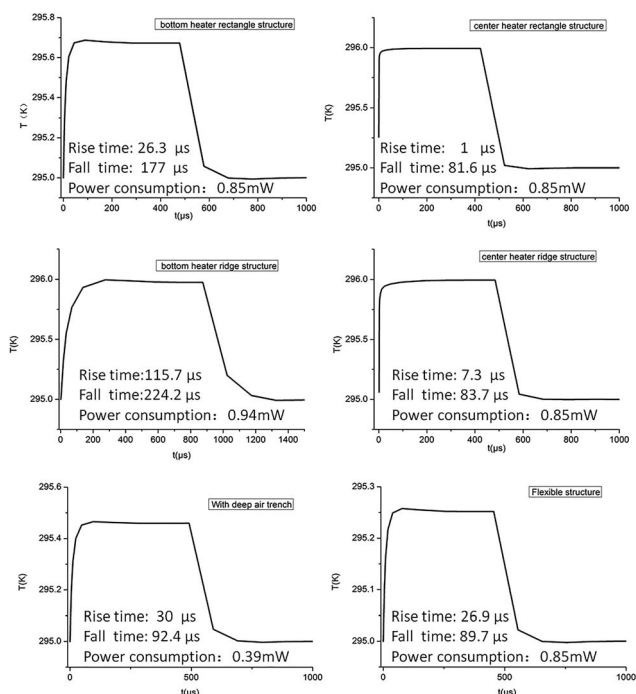 bottom heater rectangle structure
295.8
295.6
295.4
295.2
295.0
T (K)
Rise time: 26.3 μs
Fall time: 177 μs
Power consumption: 0.85mW
0 200 400 600 800 1000
t(μs)
center heater rectangle structure
296.0
295.5
295.0
T(K)
Rise time: 1 μs
Fall time: 81.6 μs
Power consumption: 0.85mW
0 200 400 600 800 1000
t(μs)
bottom heater ridge structure
296.0
295.5
295.0
T(K)
Rise time:115.7 μs
Fall time:224.2 μs
Power consumption: 0.94mW
0 200 400 600 800 1000 1200 1400
t(μs)
center heater ridge structure
296.0
295.5
295.0
T(K)
Rise time: 7.3 μs
Fall time: 83.7 μs
Power consumption: 0.85mW
0 200 400 600 800 1000
t(μs)
With deep air trench
295.6
295.4
295.2
295.0
T(K)
Rise time: 30 μs
Fall time: 92.4 μs
Power consumption: 0.39mW
0 500 1000
t(μs)
Flexible structure
295.3
295.2
295.1
295.0
T(K)
Rise time: 26.9 μs
Fall time: 89.7 μs
Power consumption: 0.85mW
0 500 1000
t(μs)